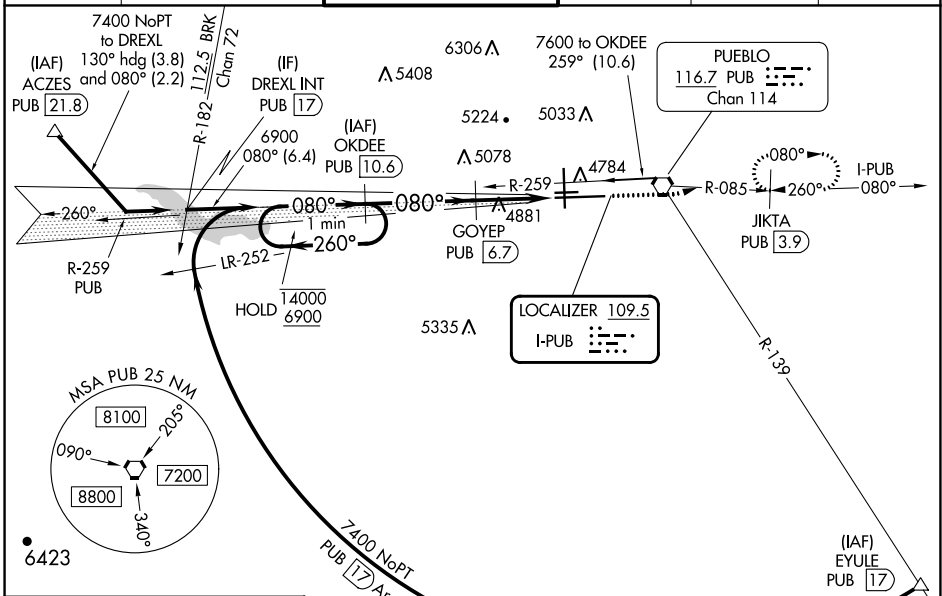 7400 NoPT
to DREXL
130° hdg (3.8)
and 080° (2.2)
(IAF)
ACZES
PUB 21.8
R-182
112.5 BRK
Chan 72
(IF)
DREXL INT
PUB 17
6900
080° (6.4)
5408
6306
(IAF)
OKDEE
PUB 10.6
5224
5033
5078
7600 to OKDEE
259° (10.6)
PUEBLO
116.7 PUB
Chan 114
4784
R-259
080°
I-PUB
080°
R-085
260°
JIKTA
PUB 3.9
260°
080°
080°
1 min
260°
4881
GOYEP
PUB 6.7
R-259
PUB
LR-252
HOLD
14000
6900
LOCALIZER 109.5
I-PUB
5335
R-139
MSA PUB 25 NM
8100
205°
090°
7200
8800
340°
6423
7400 NoPT
PUB 17
(IAF)
EYULE
PUB 17